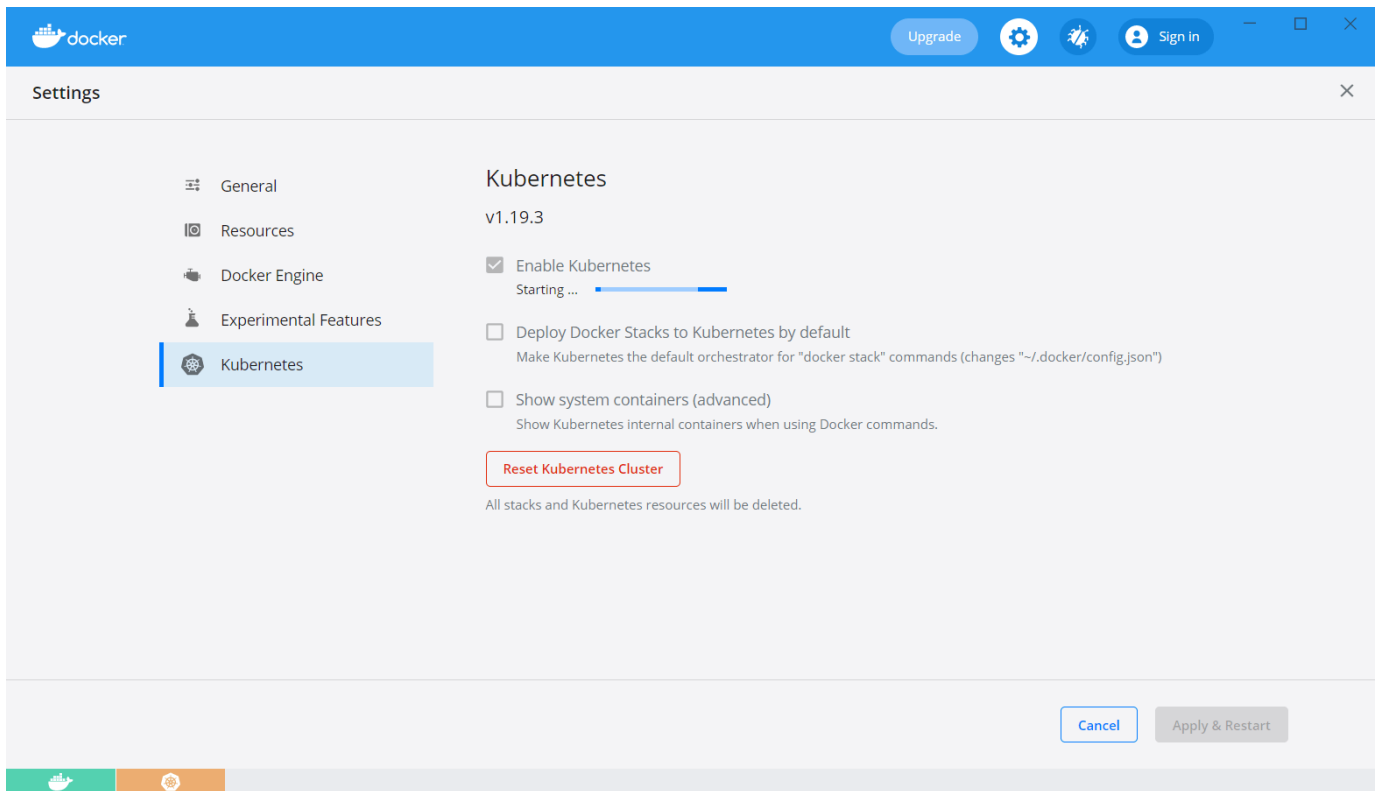 docker
Upgrade
Sign in
Settings
General
Resources
Docker Engine
Experimental Features
Kubernetes
Kubernetes
v1.19.3
Enable Kubernetes
Starting ...
Deploy Docker Stacks to Kubernetes by default
Make Kubernetes the default orchestrator for "docker stack" commands (changes "~/.docker/config.json")
Show system containers (advanced)
Show Kubernetes internal containers when using Docker commands.
Reset Kubernetes Cluster
All stacks and Kubernetes resources will be deleted.
Cancel
Apply & Restart